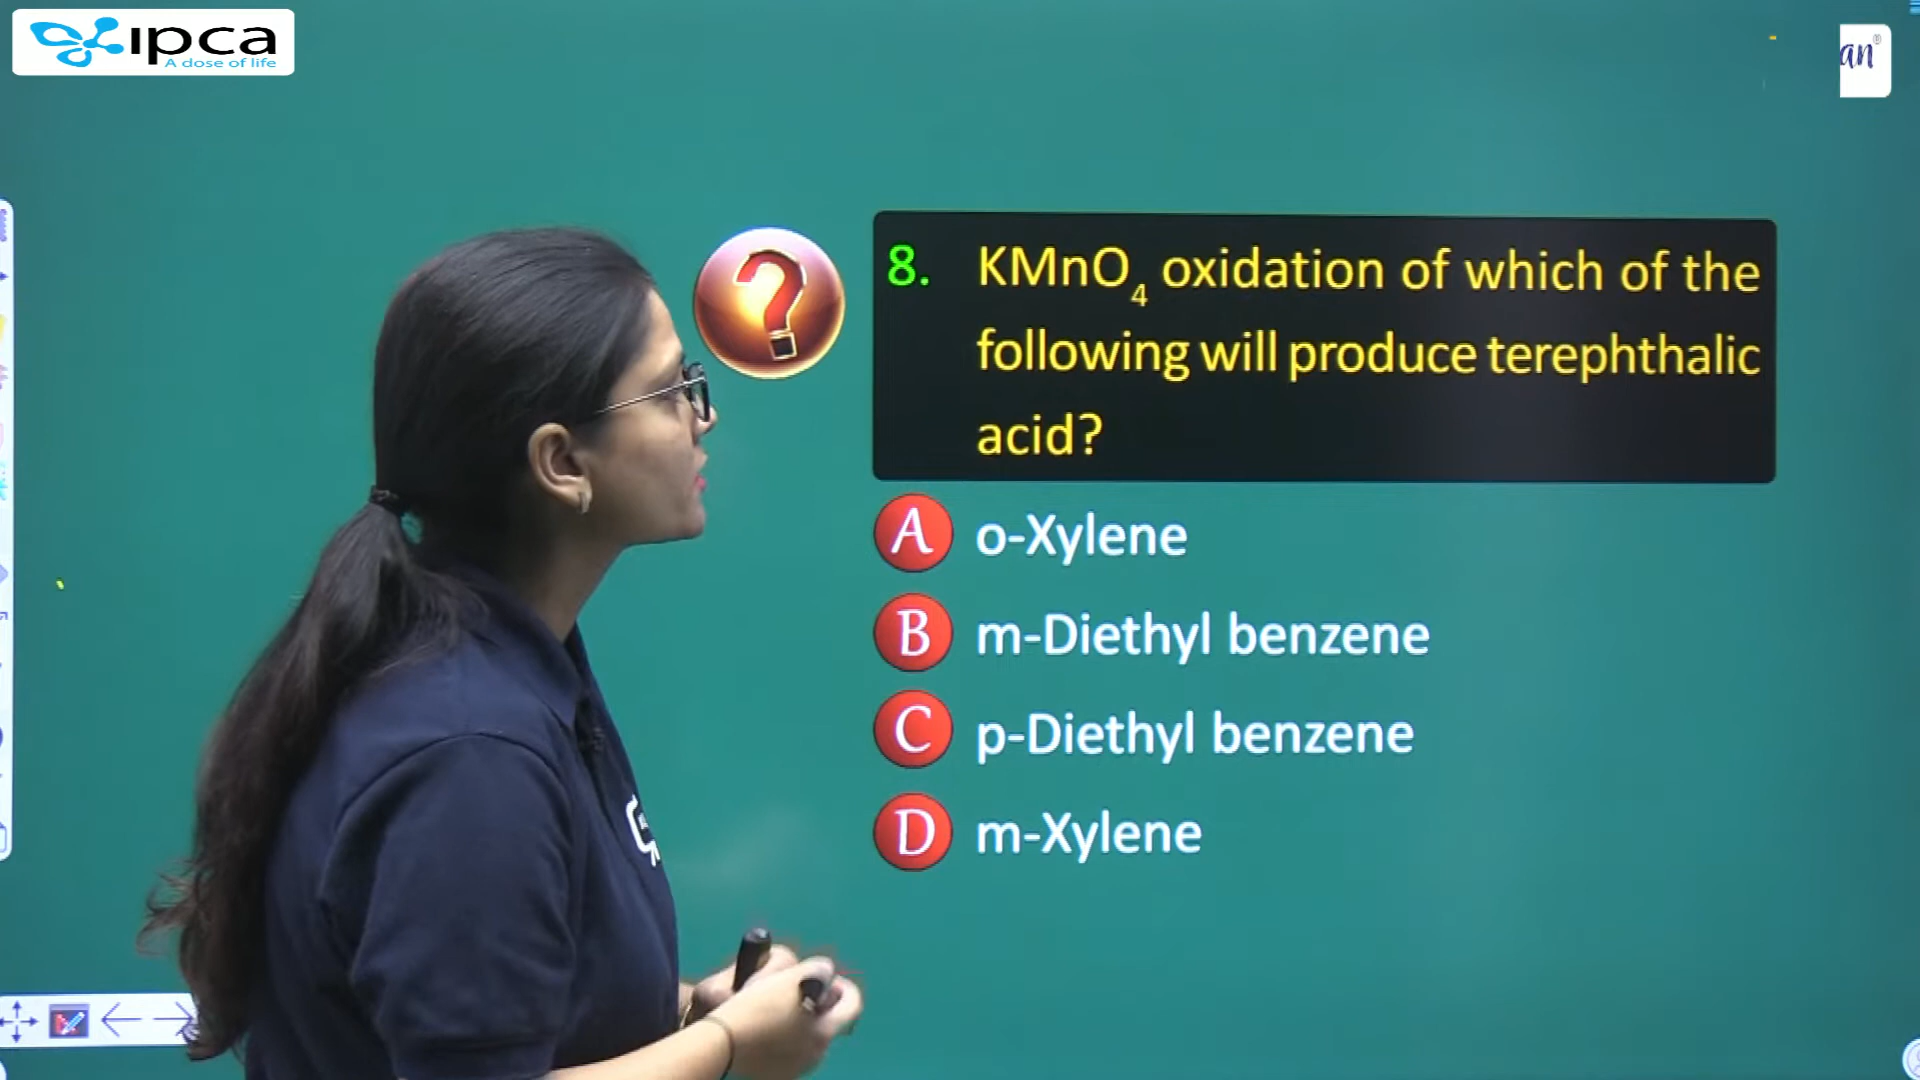 ipca
A dose of life
an®
8. KMnO₄ oxidation of which of the
following will produce terephthalic
acid?
A o-Xylene
B m-Diethyl benzene
C p-Diethyl benzene
D m-Xylene